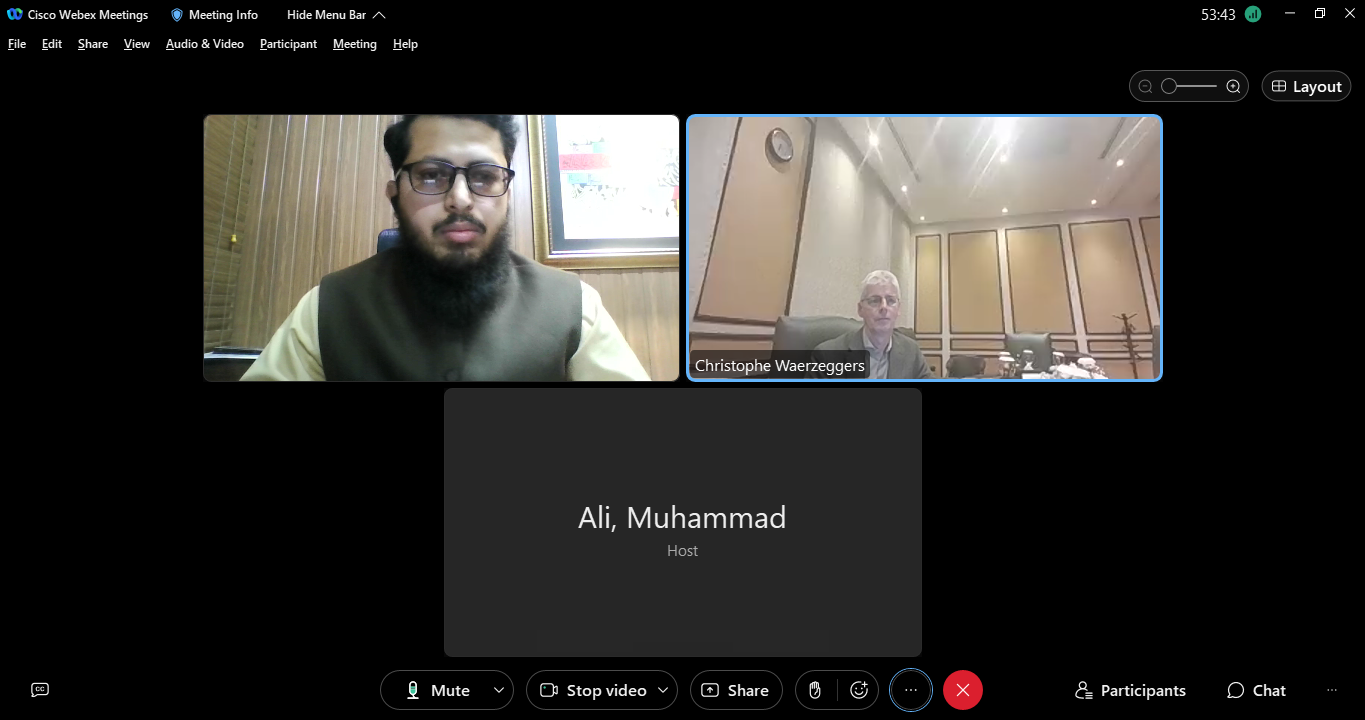 Cisco Webex Meetings Meeting Info Hide Menu Bar 53:43
File Edit Share View Audio & Video Participant Meeting Help
Layout
Christophe Waerzeggers
Ali, Muhammad
Host
CC Mute Stop video Share Participants Chat